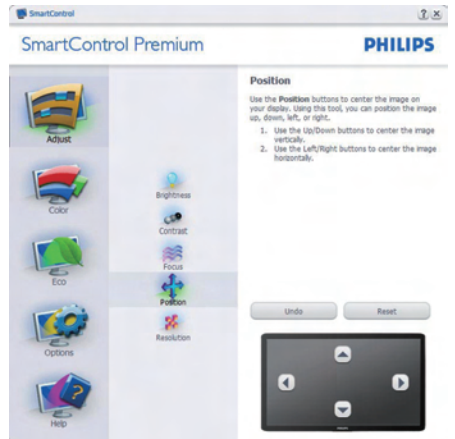 SmartControl
SmartControl Premium
PHILIPS
Adjust
Color
Eco
Options
Help
Brightness
Contrast
Focus
Position
Resolution
Position
Use the Position buttons to center the image on
your display. Using this tool, you can position the image
up, down, left, or right.
1. Use the Up/Down buttons to center the image
vertically.
2. Use the Left/Right buttons to center the image
horizontally.
Undo
Reset